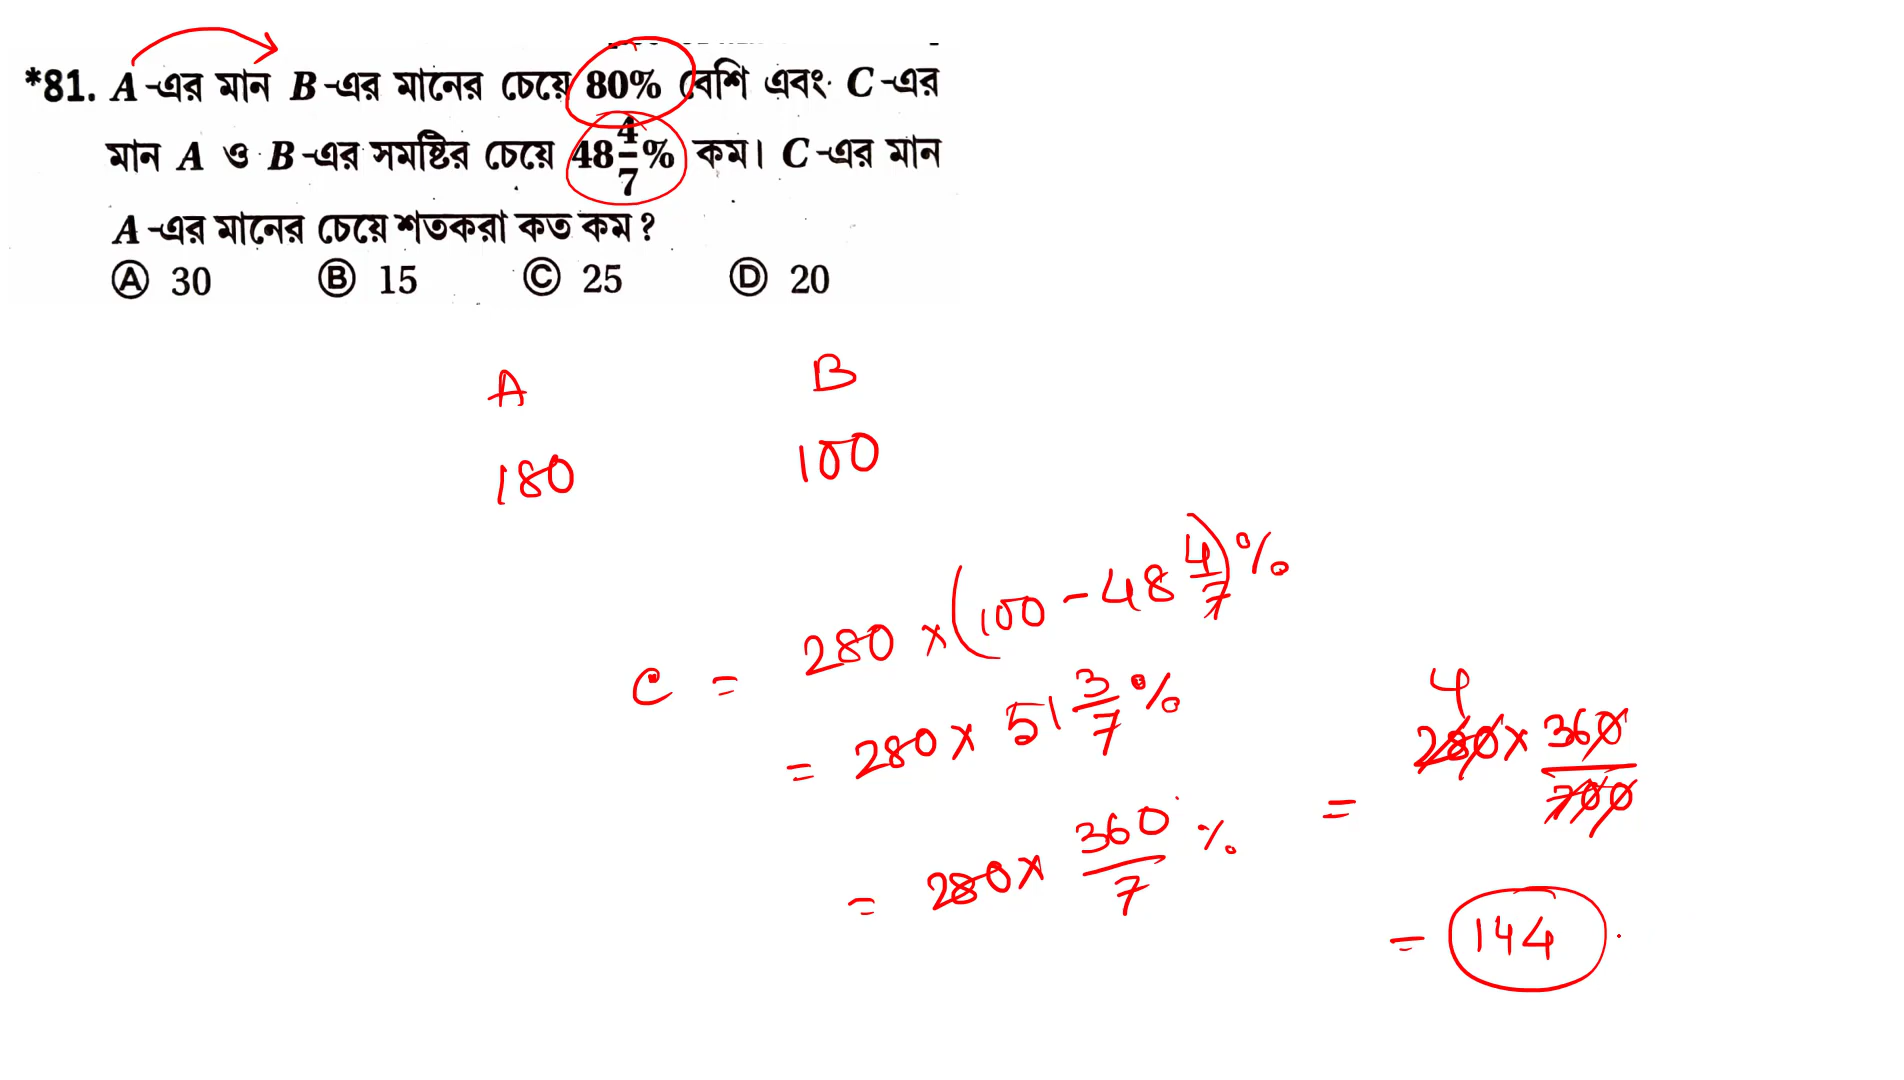 *81. A-এর মান B-এর মানের চেয়ে 80% বেশি এবং C-এর
মান A ও B-এর সমষ্টির চেয়ে 48 4/7% কম। C-এর মান
A-এর মানের চেয়ে শতকরা কত কম?
Ⓐ 30 Ⓑ 15 Ⓒ 25 Ⓓ 20
A B
180 100
C = 280 × (100 - 48 4/7)%
= 280 × 51 3/7 %
= 280 × 360/7 %
4
= 280 × 360/700
= 144